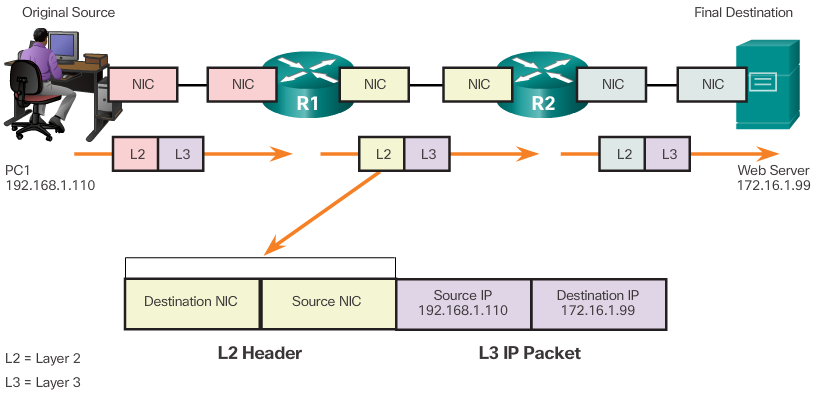 Original Source
Final Destination
NIC
NIC
NIC
NIC
NIC
NIC
R1
R2
L2
L3
L2
L3
L2
L3
PC1
192.168.1.110
Web Server
172.16.1.99
Destination NIC
Source NIC
Source IP
192.168.1.110
Destination IP
172.16.1.99
L2 Header
L3 IP Packet
L2 = Layer 2
L3 = Layer 3